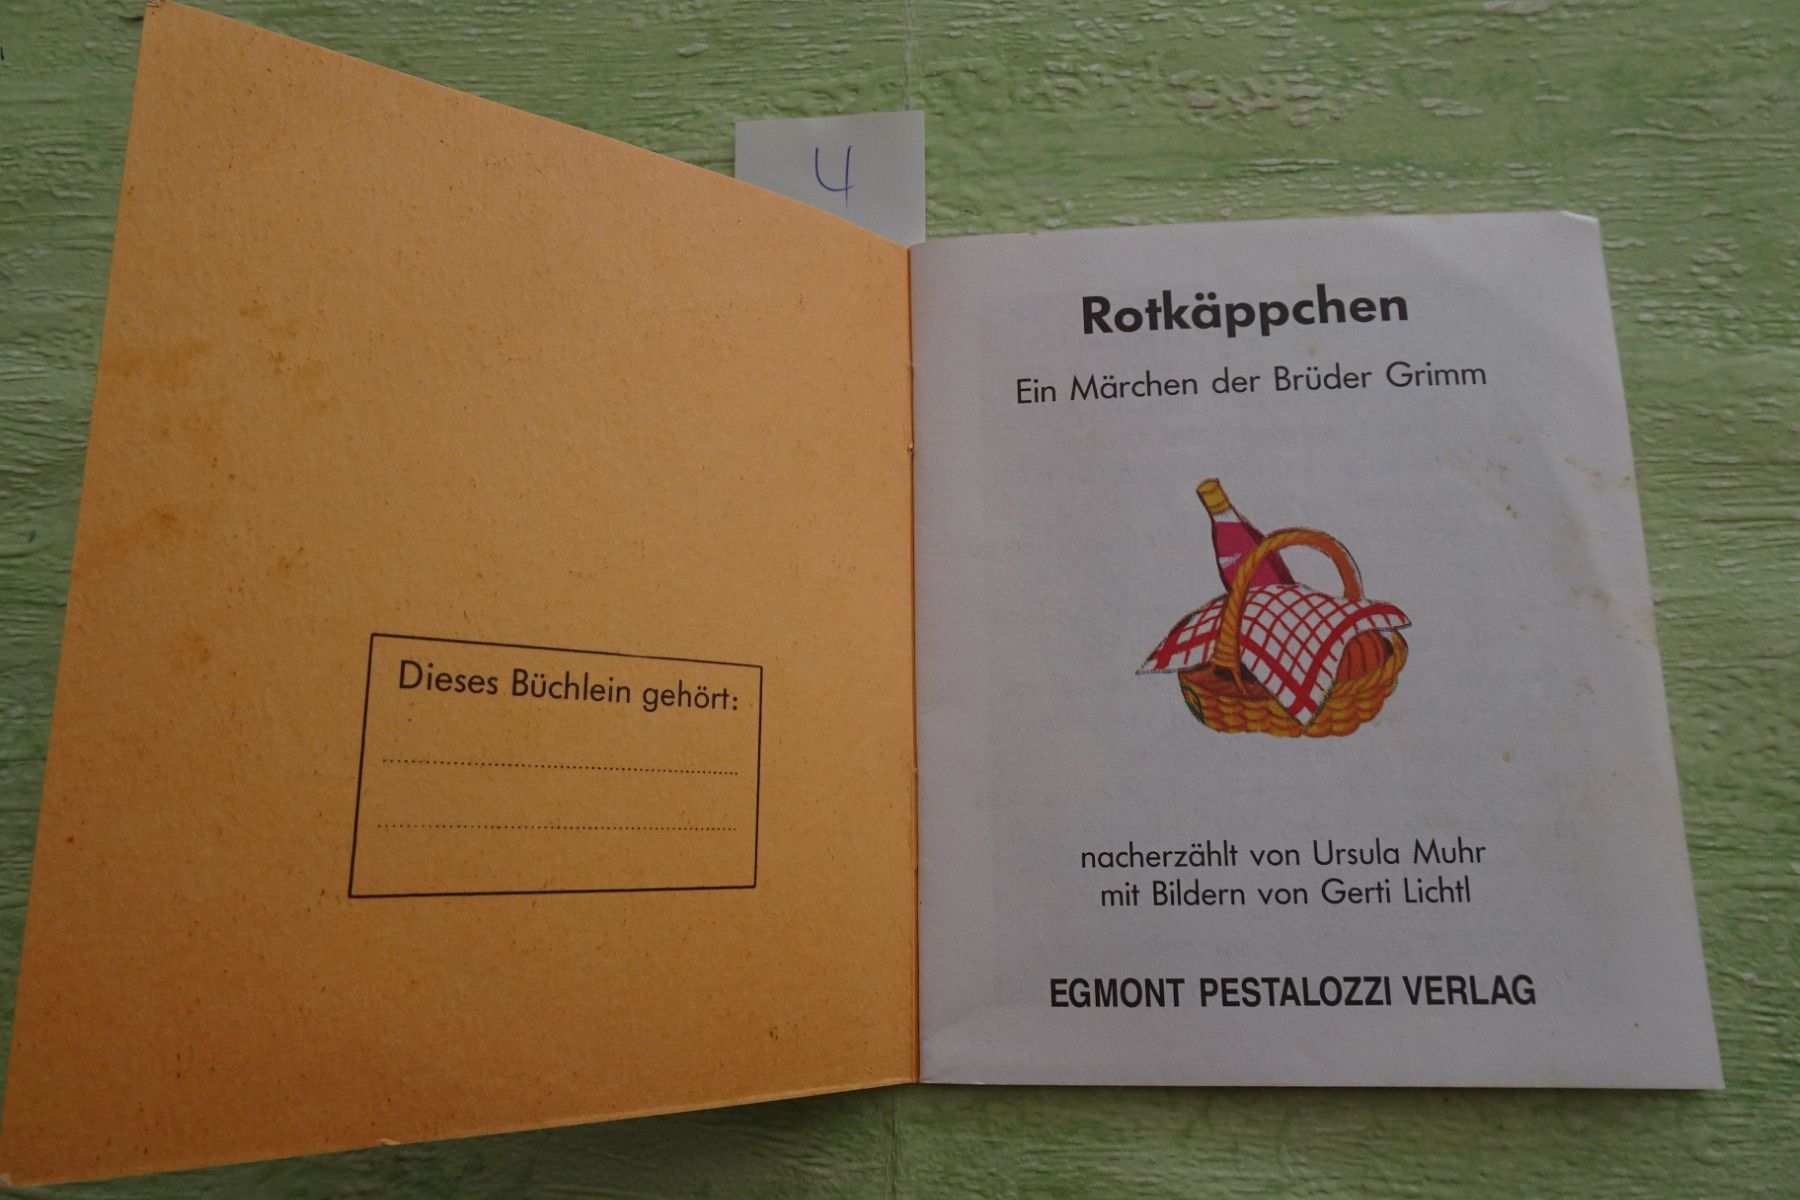 4
Dieses Büchlein gehört:
Rotkäppchen
Ein Märchen der Brüder Grimm
nacherzählt von Ursula Muhr
mit Bildern von Gerti Lichtl
EGMONT PESTALOZZI VERLAG